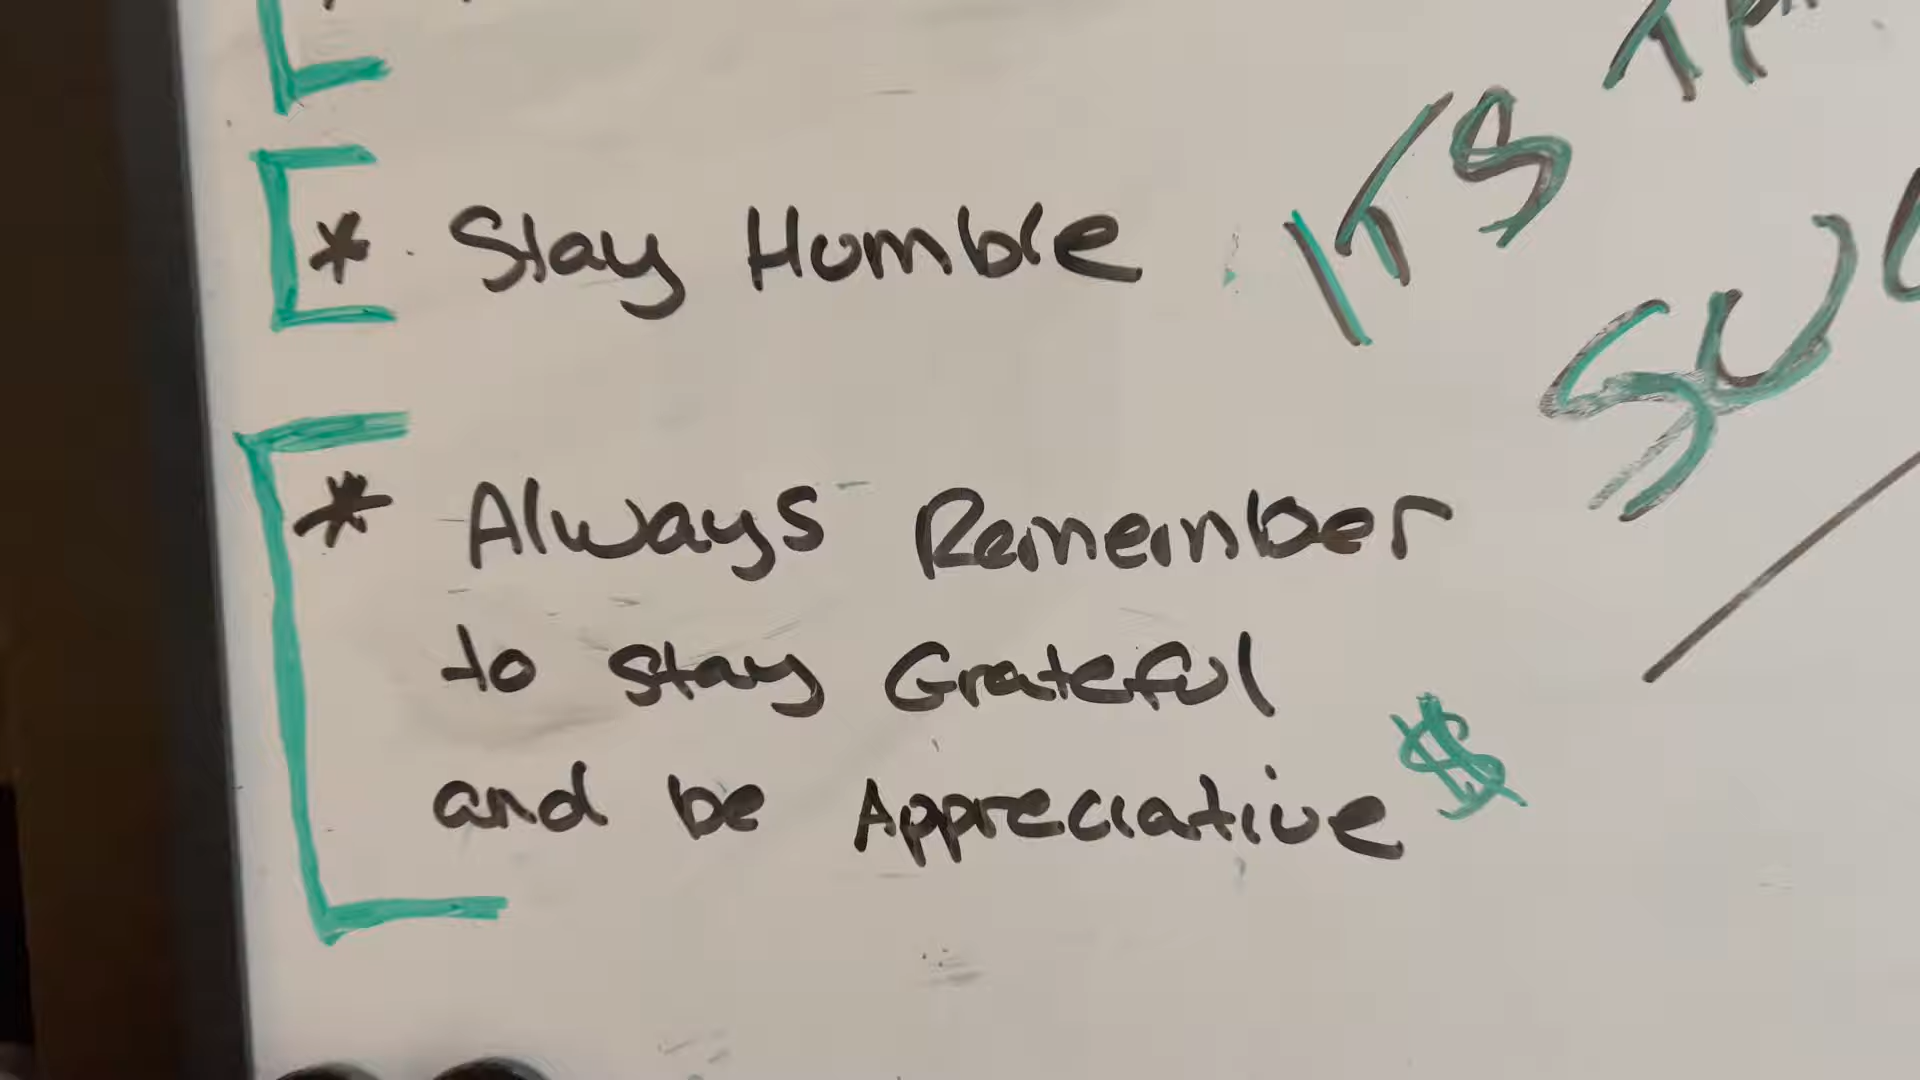 * Stay Humble
ITS
* Always Remember
to stay Grateful
and be Appreciative $